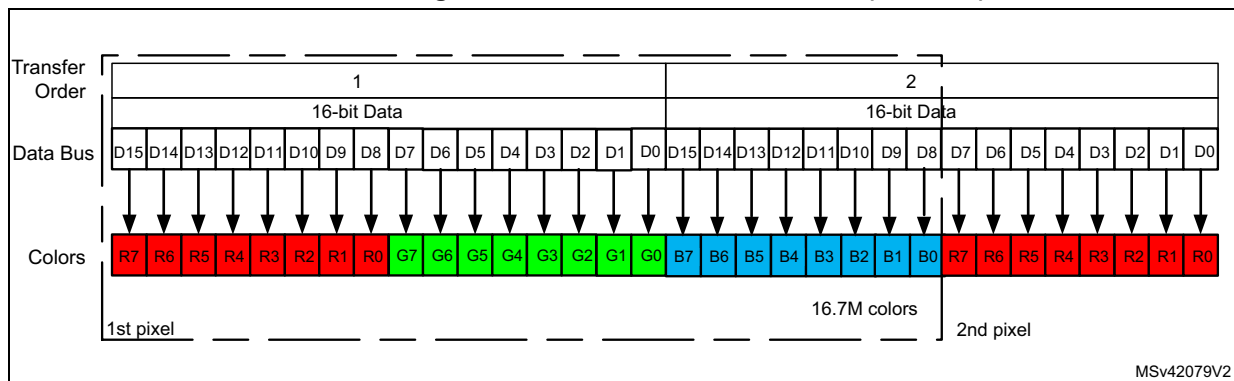 Transfer Order 1 2
16-bit Data 16-bit Data
Data Bus D15 D14 D13 D12 D11 D10 D9 D8 D7 D6 D5 D4 D3 D2 D1 D0 D15 D14 D13 D12 D11 D10 D9 D8 D7 D6 D5 D4 D3 D2 D1 D0
Colors R7 R6 R5 R4 R3 R2 R1 R0 G7 G6 G5 G4 G3 G2 G1 G0 B7 B6 B5 B4 B3 B2 B1 B0 R7 R6 R5 R4 R3 R2 R1 R0
16.7M colors
1st pixel 2nd pixel
MSv42079V2